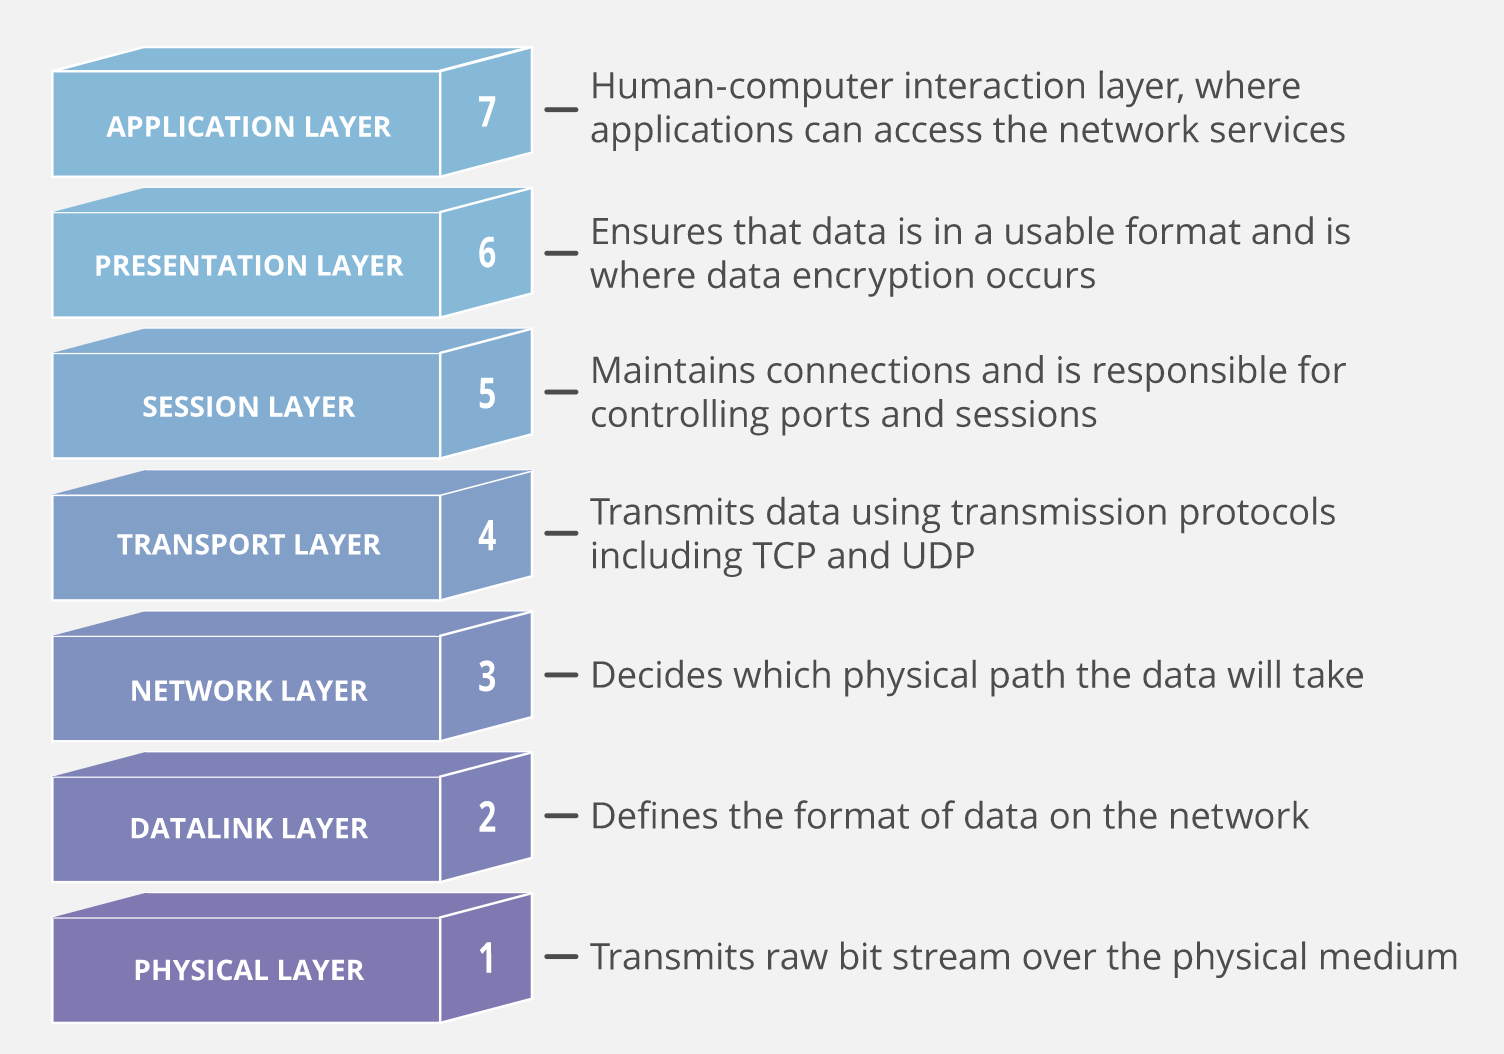 APPLICATION LAYER
7
Human-computer interaction layer, where
applications can access the network services
PRESENTATION LAYER
6
Ensures that data is in a usable format and is
where data encryption occurs
SESSION LAYER
5
Maintains connections and is responsible for
controlling ports and sessions
TRANSPORT LAYER
4
Transmits data using transmission protocols
including TCP and UDP
NETWORK LAYER
3
Decides which physical path the data will take
DATALINK LAYER
2
Defines the format of data on the network
PHYSICAL LAYER
1
Transmits raw bit stream over the physical medium